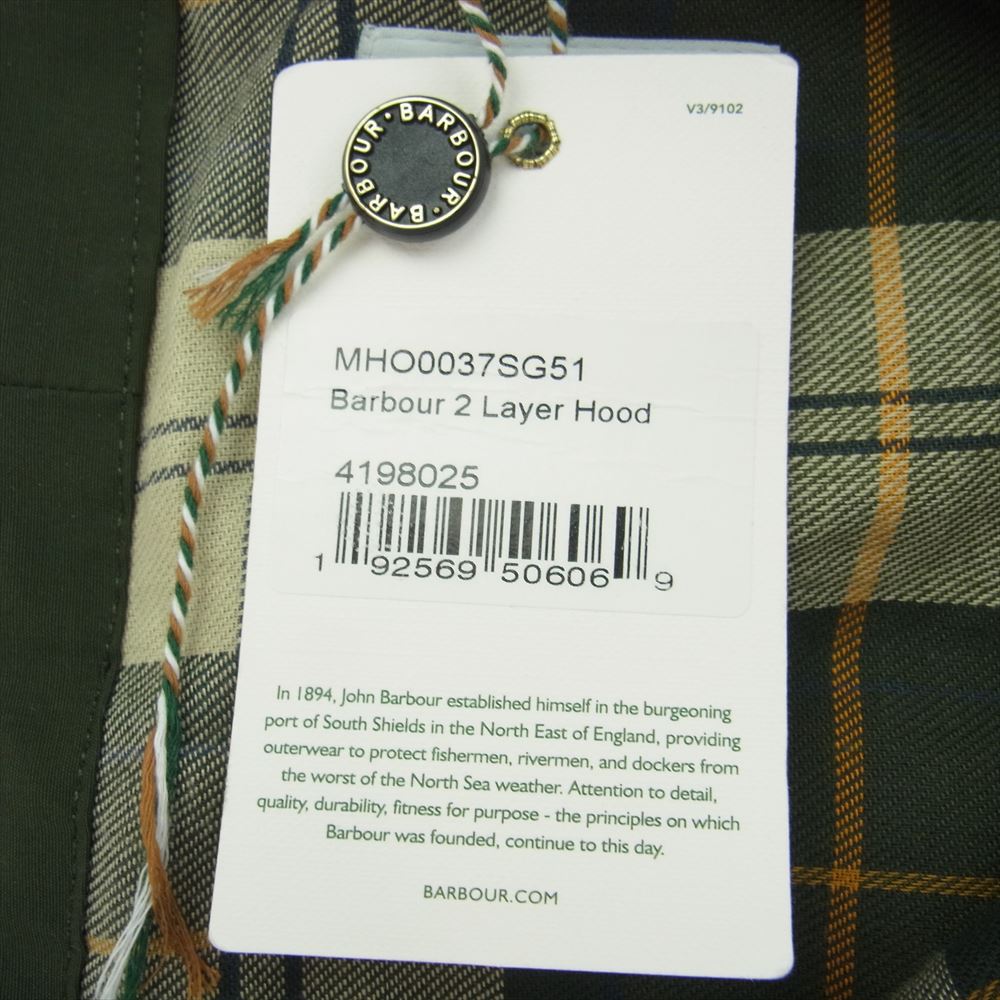 V3/9102
BARBOUR · BARBOUR ·
MHO0037SG51
Barbour 2 Layer Hood
4198025
1 92569 50606 9
In 1894, John Barbour established himself in the burgeoning
port of South Shields in the North East of England, providing
outerwear to protect fishermen, rivermen, and dockers from
the worst of the North Sea weather. Attention to detail,
quality, durability, fitness for purpose - the principles on which
Barbour was founded, continue to this day.
BARBOUR.COM